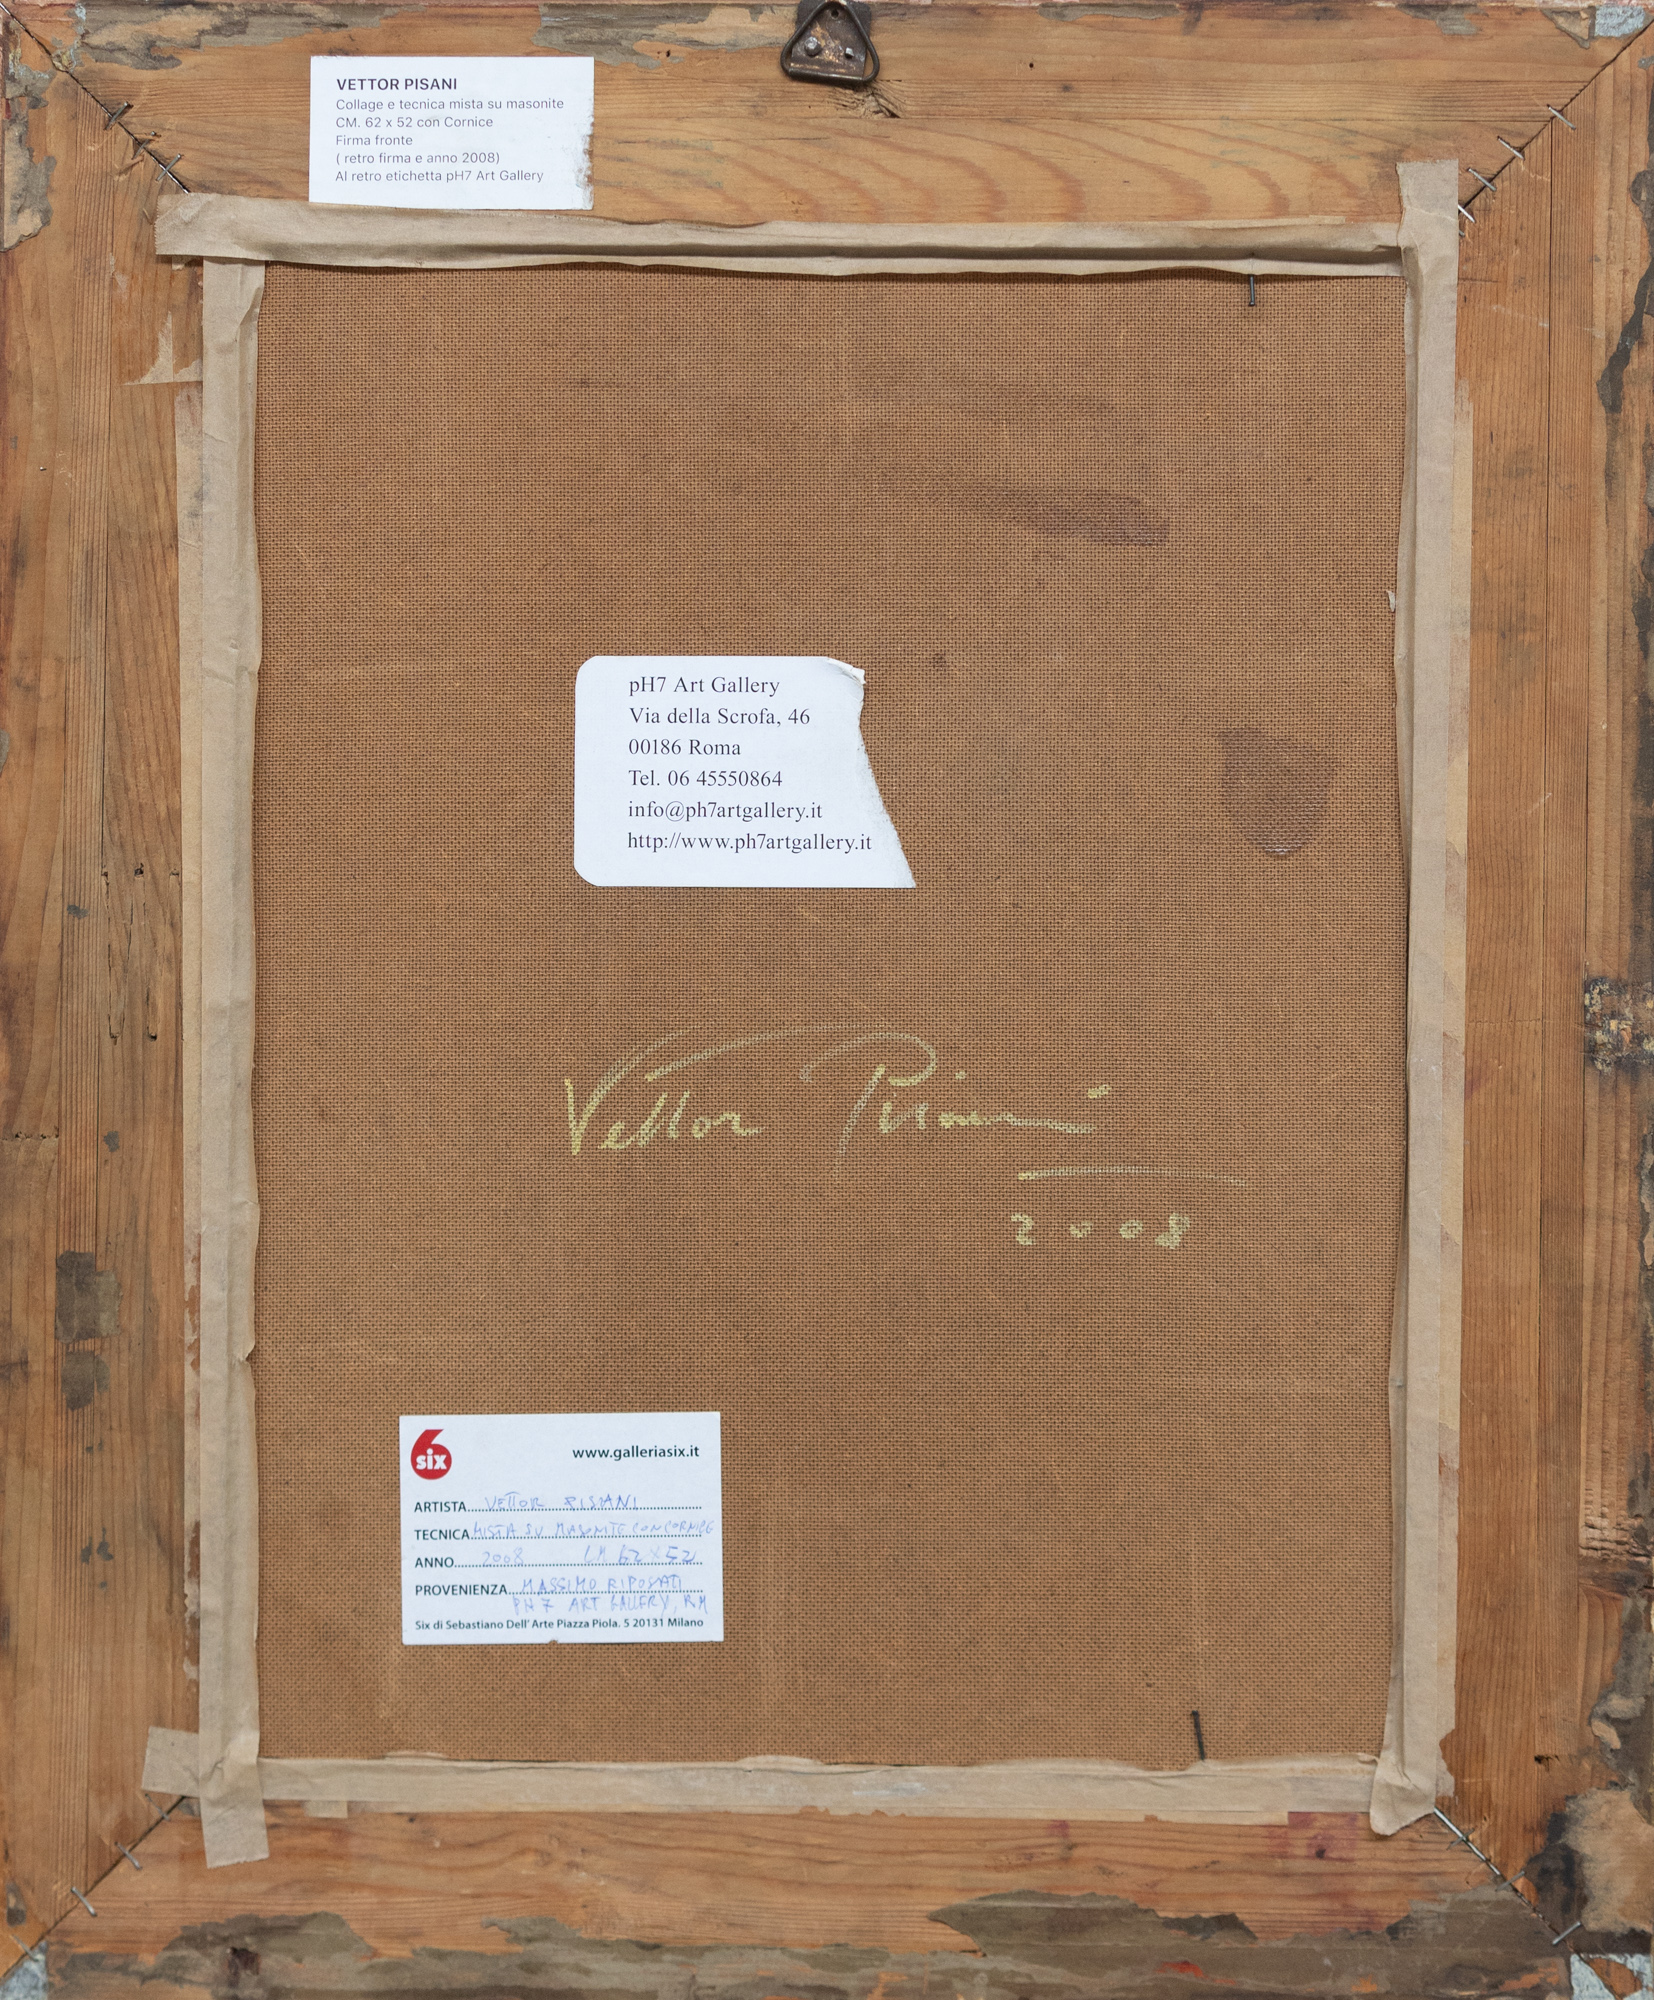 VETTOR PISANI
Collage e tecnica mista su masonite
CM. 62 x 52 con Cornice
Firma fronte
( retro firma e anno 2008)
Al retro etichetta pH7 Art Gallery
pH7 Art Gallery
Via della Scrofa, 46
00186 Roma
Tel. 06 45550864
info@ph7artgallery.it
http://www.ph7artgallery.it
Vettor Pisani
2008
6
six
www.galleriasix.it
ARTISTA VETTOR PISANI
TECNICA MISTA SU MASONITE CON CORNICE
ANNO 2008 CM 62 x 52
PROVENIENZA MASSIMO RIPOSATI
PH7 ART GALLERY, RM
Six di Sebastiano Dell' Arte Piazza Piola. 5 20131 Milano